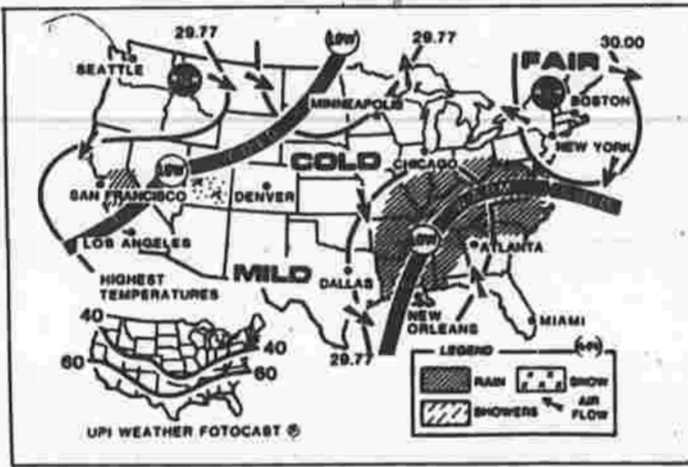 29.77
LOW
29.77
30.00
FAIR
SEATTLE
MINNEAPOLIS
BOSTON
NEW YORK
COLD
CHICAGO
LOW
SAN FRANCISCO
DENVER
LOW
LOS ANGELES
ATLANTA
MILD
DALLAS
HIGHEST
TEMPERATURES
NEW
ORLEANS
MIAMI
29.77
40
40
60
60
LEGEND
RAIN
SNOW
SHOWERS
AIR
FLOW
UPI WEATHER FOTOCAST ®